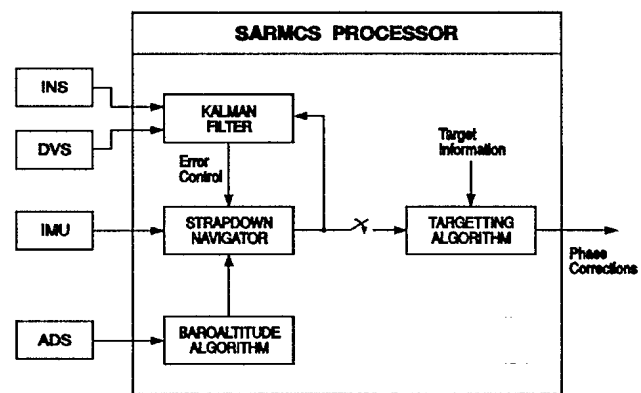 SARMCS PROCESSOR
INS
KALMAN
FILTER
DVS
Target
Information
Error
Control
IMU
STRAPDOWN
NAVIGATOR
TARGETTING
ALGORITHM
Phase
Corrections
ADS
BAROALTITUDE
ALGORITHM